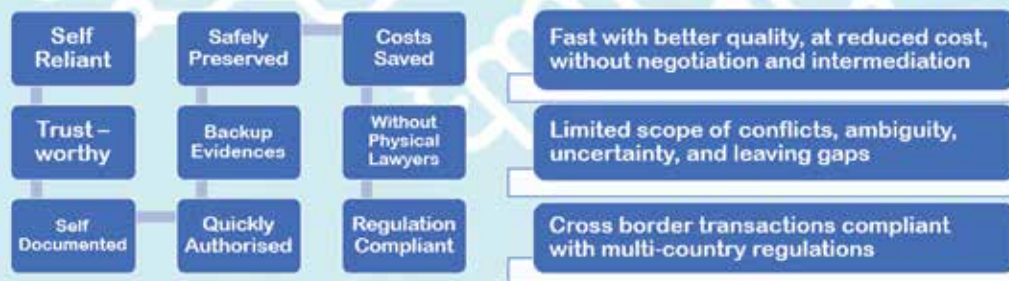 Self
Reliant
Trust –
worthy
Self
Documented
Quickly
Authorised
Backup
Evidences
Safely
Preserved
Costs
Saved
Without
Physical
Lawyers
Regulation
Compliant
Fast with better quality, at reduced cost,
without negotiation and intermediation
Limited scope of conflicts, ambiguity,
uncertainty, and leaving gaps
Cross border transactions compliant
with multi-country regulations